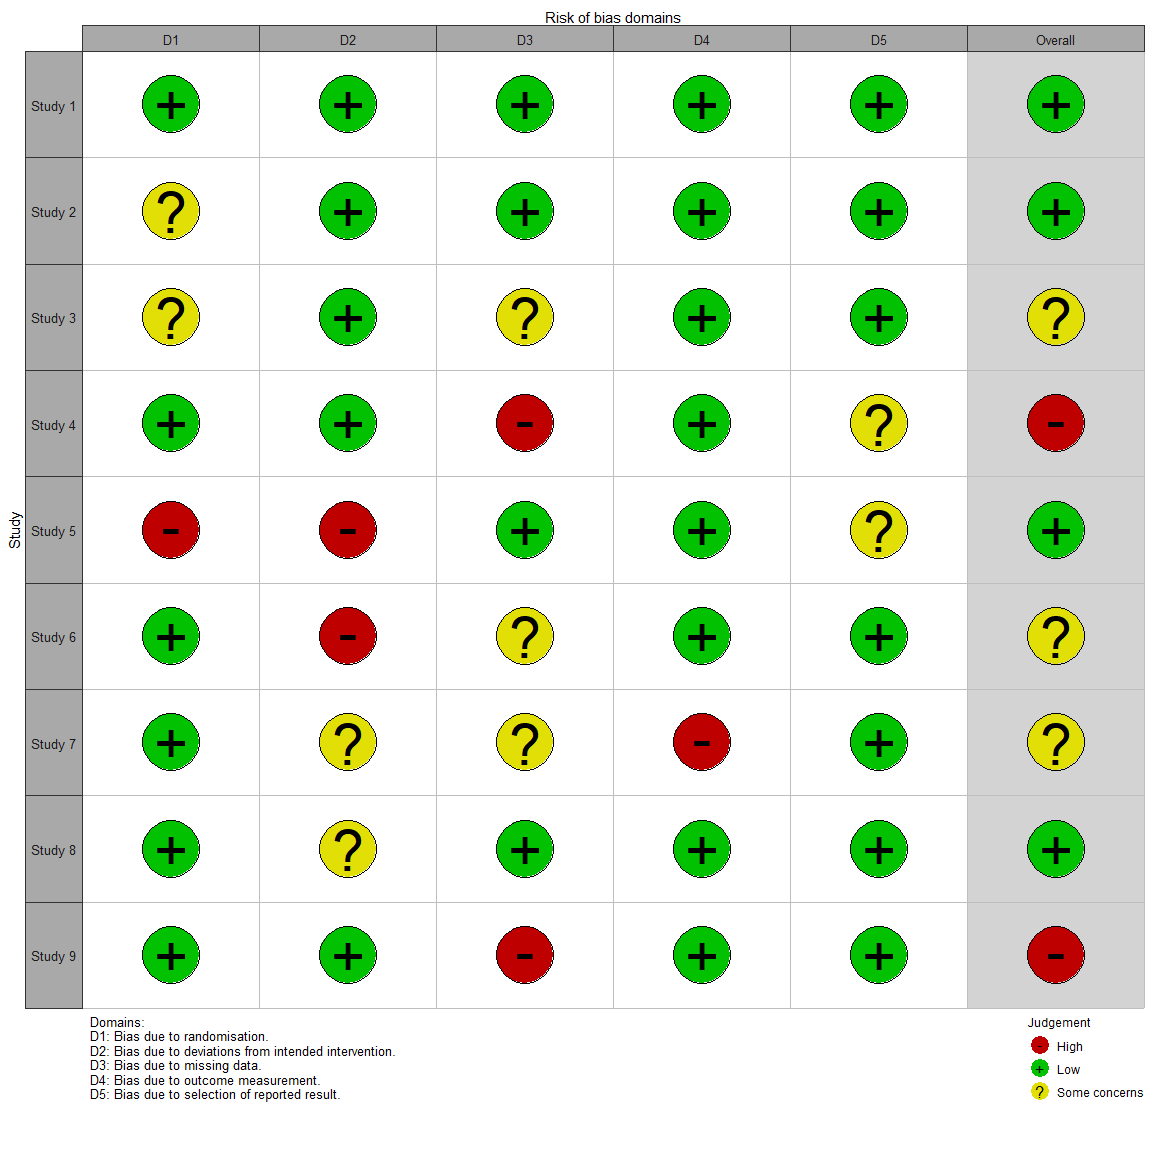 Risk of bias domains
D1 D2 D3 D4 D5 Overall
Study
Study 1 + + + + + +
Study 2 ? + + + + +
Study 3 ? + ? + + ?
Study 4 + + - + ? -
Study 5 - - + + ? +
Study 6 + - ? + + ?
Study 7 + ? ? - + ?
Study 8 + ? + + + +
Study 9 + + - + + -
Domains:
D1: Bias due to randomisation.
D2: Bias due to deviations from intended intervention.
D3: Bias due to missing data.
D4: Bias due to outcome measurement.
D5: Bias due to selection of reported result.
Judgement
- High
+ Low
? Some concerns